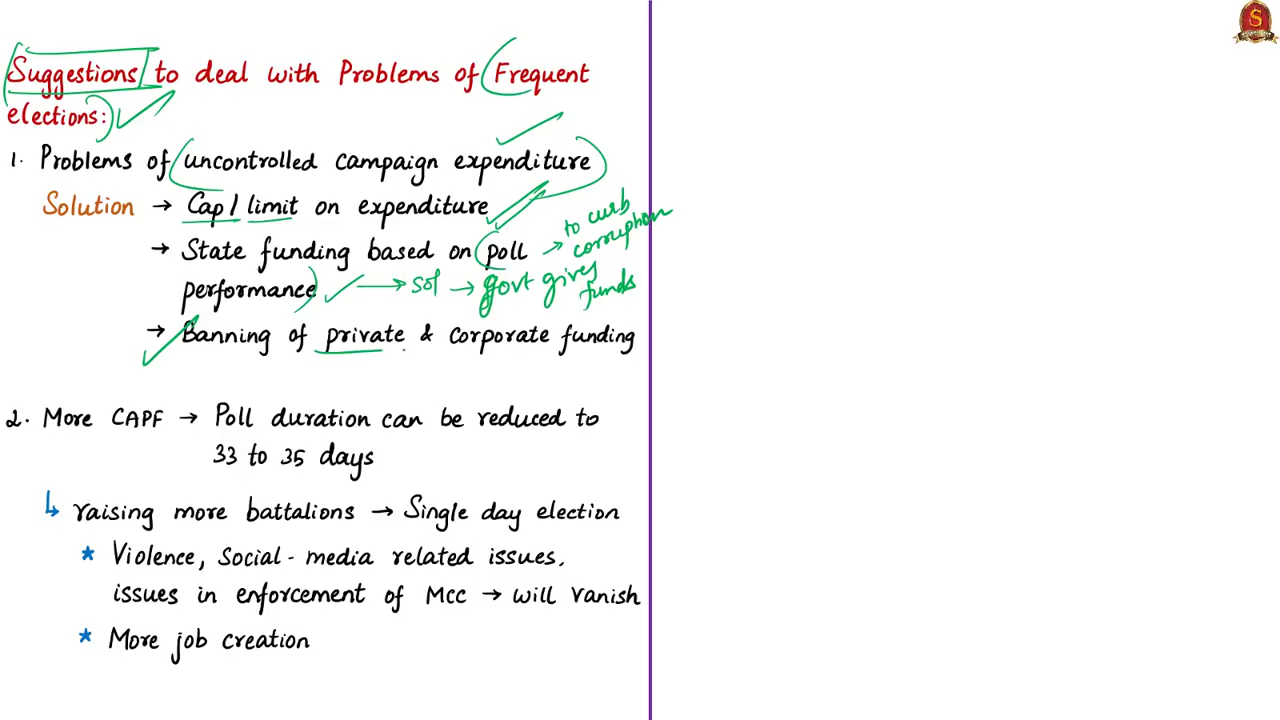 Suggestions to deal with Problems of Frequent
elections:
1. Problems of uncontrolled campaign expenditure
Solution → Cap/limit on expenditure
→ State funding based on poll → to curb corruption
performance → sol → govt gives funds
→ Banning of private & corporate funding
2. More CAPF → Poll duration can be reduced to
33 to 35 days
↳ raising more battalions → Single day election
* Violence, Social-media related issues.
issues in enforcement of MCC → will vanish
* More job creation
S